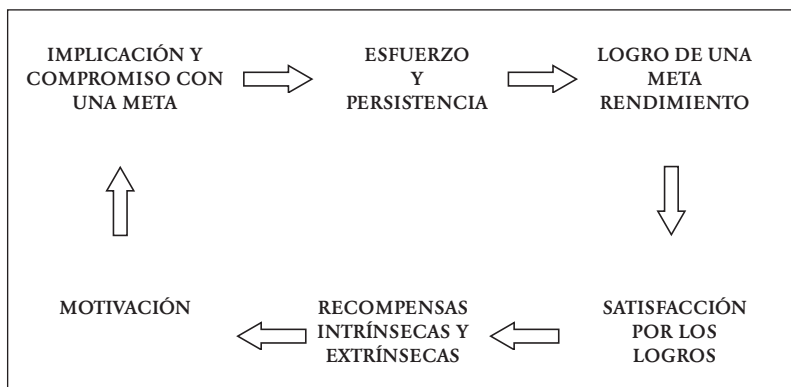 IMPLICACIÓN Y
COMPROMISO CON
UNA META
ESFUERZO
Y
PERSISTENCIA
LOGRO DE UNA
META
RENDIMIENTO
MOTIVACIÓN
RECOMPENSAS
INTRÍNSECAS Y
EXTRÍNSECAS
SATISFACCIÓN
POR LOS
LOGROS